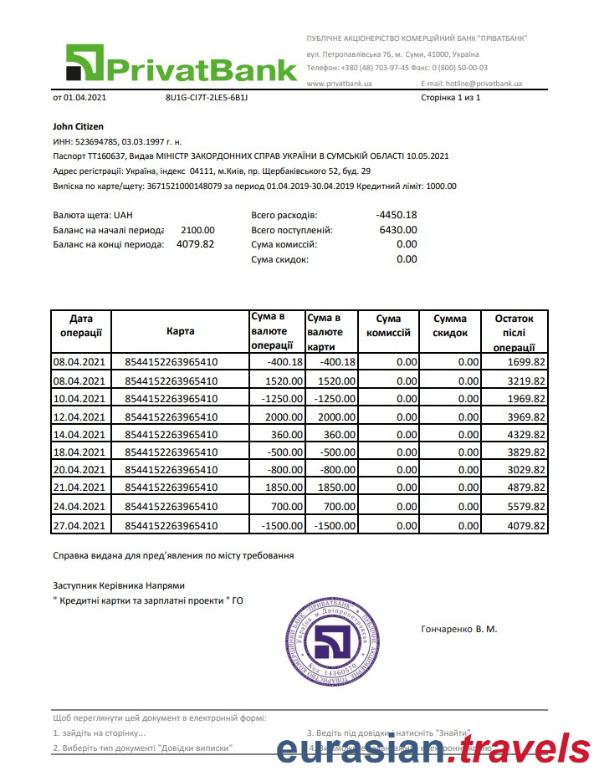 ПУБЛІЧНЕ АКЦІОНЕРІСТВО КОМЕРЦІЙНИЙ БАНК "ПРІВАТБАНК"
вул. Петропавлівська 7б, м. Суми, 41000, Україна
Телефон: +380 (48) 703-97-45 Факс: 0 (800) 50-00-03
www.privatbank.ua E-mail: hotline@privatbank.ud
PrivatBank
от 01.04.2021 8U1G-CI7T-2LE5-6B1J Сторінка 1 из 1
John Citizen
ИНН: 523694785, 03.03.1997 г. н.
Паспорт ТТ160637, Видав МІНІСТР ЗАКОРДОННИХ СПРАВ УКРАЇНИ В СУМСЬКІЙ ОБЛАСТІ 10.05.2021
Адрес регістрації: Україна, індекс 04111, м.Київ, пр. Щербаківського 52, буд. 29
Випіска по карте/щету: 3671521000148079 за период 01.04.2019-30.04.2019 Кредитний ліміт: 1000.00
Валюта щета: UAH Всего расходів: -4450.18
Баланс на началі периода 2100.00 Всего поступленій: 6430.00
Баланс на конці периода: 4079.82 Сума комиссій: 0.00
Сума скидок: 0.00
Дата операції Карта Сума в валюте операції Сума в валюте карти Сума комиссій Сумма скидок Остаток після операції
08.04.2021 8544152263965410 -400.18 -400.18 0.00 0.00 1699.82
08.04.2021 8544152263965410 1520.00 1520.00 0.00 0.00 3219.82
10.04.2021 8544152263965410 -1250.00 -1250.00 0.00 0.00 1969.82
12.04.2021 8544152263965410 2000.00 2000.00 0.00 0.00 3969.82
14.04.2021 8544152263965410 360.00 360.00 0.00 0.00 4329.82
18.04.2021 8544152263965410 -500.00 -500.00 0.00 0.00 3829.82
20.04.2021 8544152263965410 -800.00 -800.00 0.00 0.00 3029.82
21.04.2021 8544152263965410 1850.00 1850.00 0.00 0.00 4879.82
24.04.2021 8544152263965410 700.00 700.00 0.00 0.00 5579.82
27.04.2021 8544152263965410 -1500.00 -1500.00 0.00 0.00 4079.82
Справка видана для пред’явления по місту требования
Заступник Керівника Напрями
" Кредитні картки та зарплатні проекти " ГО
Гончаренко В. М.
Код 14360570
Щоб переглянути цей документ в електронній формі:
1. зайдіть на сторінку... 3. Ведіть під довідки і натисніть "Знайти".
2. Виберіть тип документі "Довідки виписки" 4.
eurasian.travels